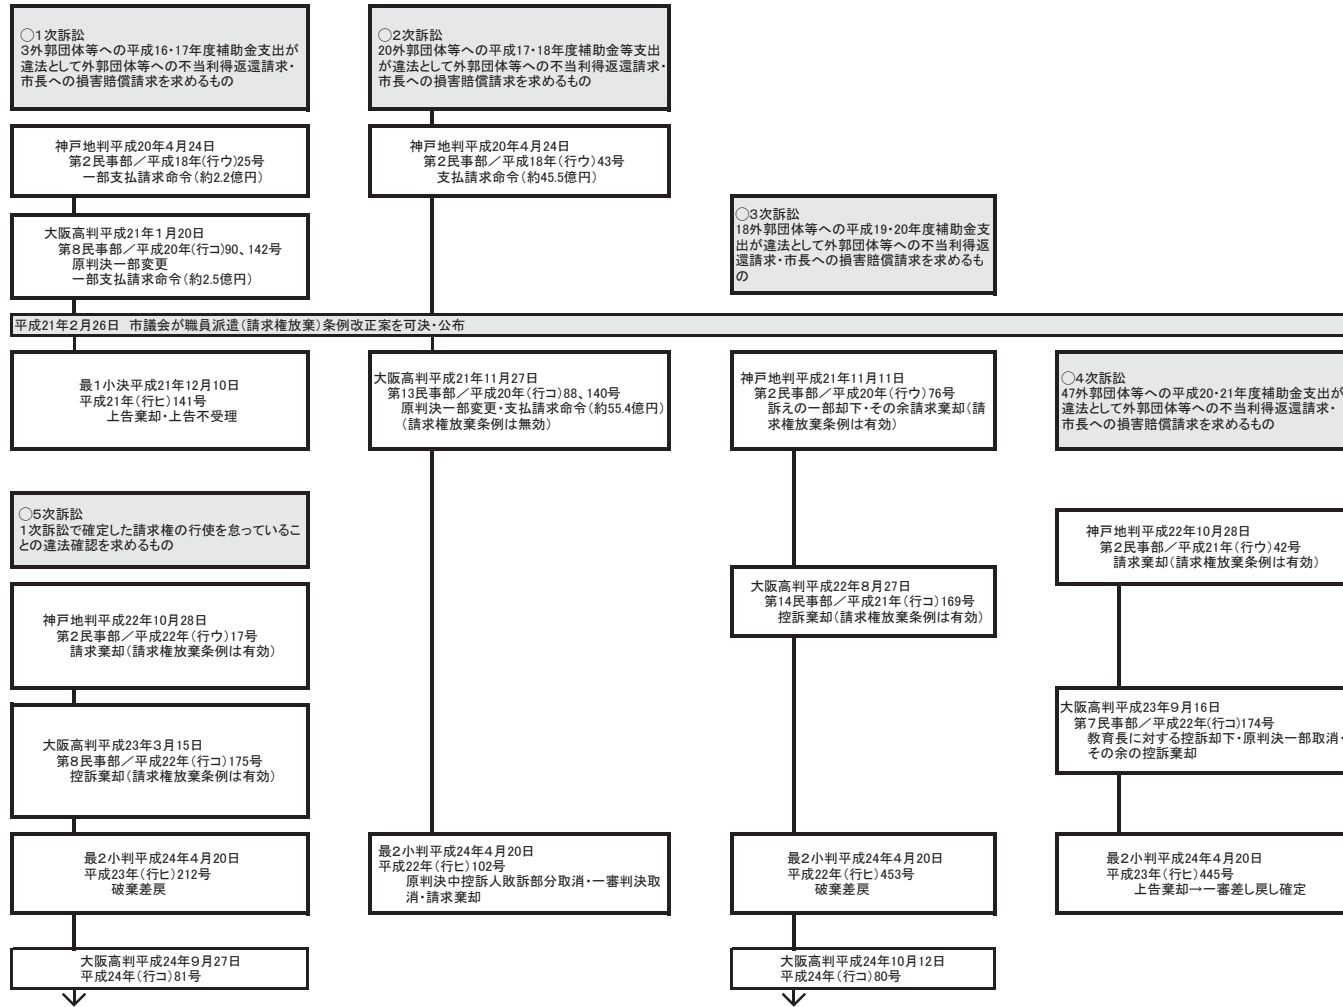 ○1次訴訟
3外郭団体等への平成16・17年度補助金支出が
違法として外郭団体等への不当利得返還請求・
市長への損害賠償請求を求めるもの
神戸地判平成20年4月24日
第2民事部／平成18年(行ウ)25号
一部支払請求命令(約2.2億円)
大阪高判平成21年1月20日
第8民事部／平成20年(行コ)90、142号
原判決一部変更
一部支払請求命令(約2.5億円)
○2次訴訟
20外郭団体等への平成17・18年度補助金等支出
が違法として外郭団体等への不当利得返還請求・
市長への損害賠償請求を求めるもの
神戸地判平成20年4月24日
第2民事部／平成18年(行ウ)43号
支払請求命令(約45.5億円)
○3次訴訟
18外郭団体等への平成19・20年度補助金支
出が違法として外郭団体等への不当利得返
還請求・市長への損害賠償請求を求めるも
の
平成21年2月26日　市議会が職員派遣(請求権放棄)条例改正案を可決・公布
最1小決平成21年12月10日
平成21年(行ヒ)141号
上告棄却・上告不受理
○5次訴訟
1次訴訟で確定した請求権の行使を怠っているこ
との違法確認を求めるもの
神戸地判平成22年10月28日
第2民事部／平成22年(行ウ)17号
請求棄却(請求権放棄条例は有効)
大阪高判平成23年3月15日
第8民事部／平成22年(行コ)175号
控訴棄却(請求権放棄条例は有効)
最2小判平成24年4月20日
平成23年(行ヒ)212号
破棄差戻
大阪高判平成24年9月27日
平成24年(行コ)81号
大阪高判平成21年11月27日
第13民事部／平成20年(行コ)88、140号
原判決一部変更・支払請求命令(約55.4億円)
(請求権放棄条例は無効)
最2小判平成24年4月20日
平成22年(行ヒ)102号
原判決中控訴人敗訴部分取消・一審判決取
消・請求棄却
神戸地判平成21年11月11日
第2民事部／平成20年(行ウ)76号
訴えの一部却下・その余請求棄却(請
求権放棄条例は有効)
大阪高判平成22年8月27日
第14民事部／平成21年(行コ)169号
控訴棄却(請求権放棄条例は有効)
最2小判平成24年4月20日
平成22年(行ヒ)453号
破棄差戻
大阪高判平成24年10月12日
平成24年(行コ)80号
○4次訴訟
47外郭団体等への平成20・21年度補助金支出が
違法として外郭団体等への不当利得返還請求・
市長への損害賠償請求を求めるもの
神戸地判平成22年10月28日
第2民事部／平成21年(行ウ)42号
請求棄却(請求権放棄条例は有効)
大阪高判平成23年9月16日
第7民事部／平成22年(行コ)174号
教育長に対する控訴却下・原判決一部取消・
その余の控訴棄却
最2小判平成24年4月20日
平成23年(行ヒ)445号
上告棄却→一審差し戻し確定